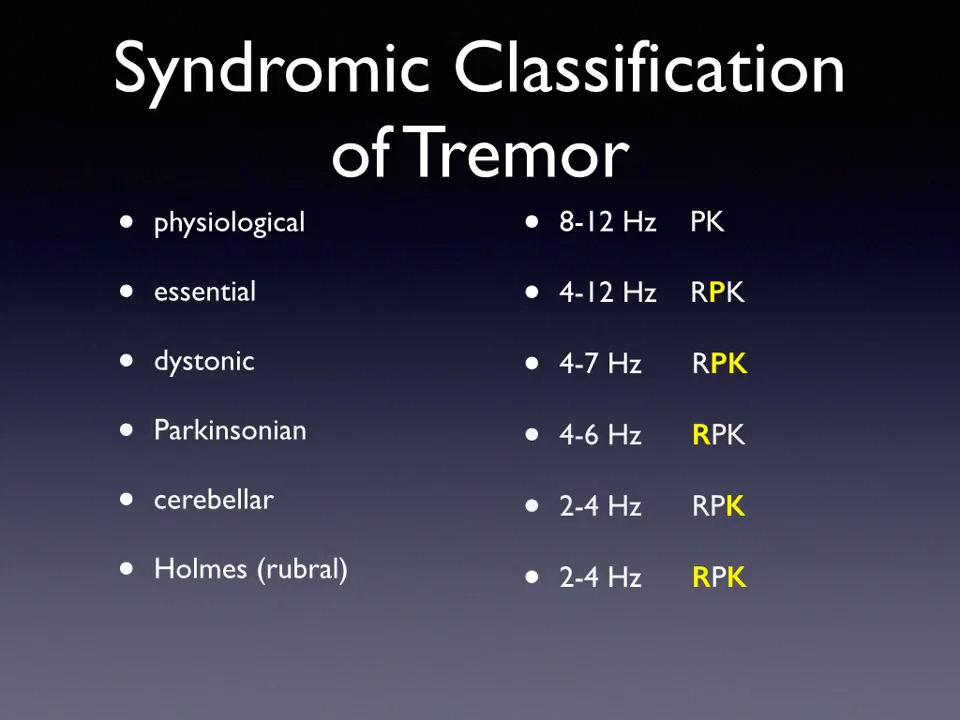 Syndromic Classification
of Tremor
• physiological
• essential
• dystonic
• Parkinsonian
• cerebellar
• Holmes (rubral)
• 8-12 Hz PK
• 4-12 Hz RPK
• 4-7 Hz RPK
• 4-6 Hz RPK
• 2-4 Hz RPK
• 2-4 Hz RPK